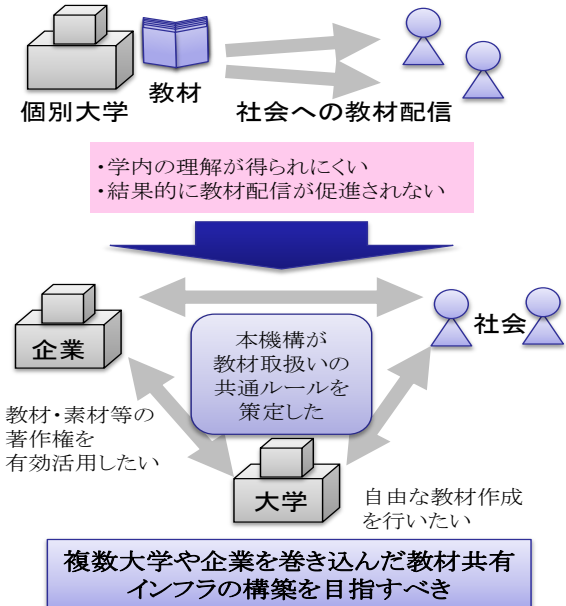 個別大学
教材
社会への教材配信
・学内の理解が得られにくい
・結果的に教材配信が促進されない
企業
社会
本機構が
教材取扱いの
共通ルールを
策定した
教材・素材等の
著作権を
有効活用したい
大学
自由な教材作成
を行いたい
複数大学や企業を巻き込んだ教材共有
インフラの構築を目指すべき